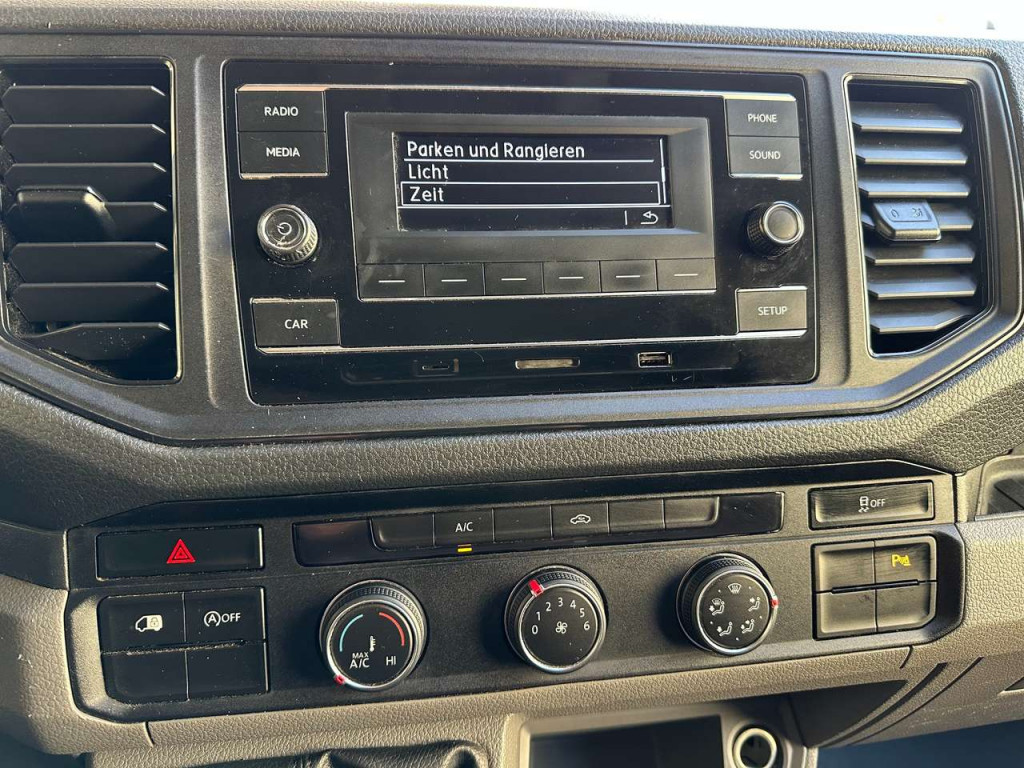 RADIO
MEDIA
Parken und Rangieren
Licht
Zeit
PHONE
SOUND
CAR
SETUP
A/C
OFF
A OFF
MAX
A/C HI
0 1 2 3 4 5 6
P